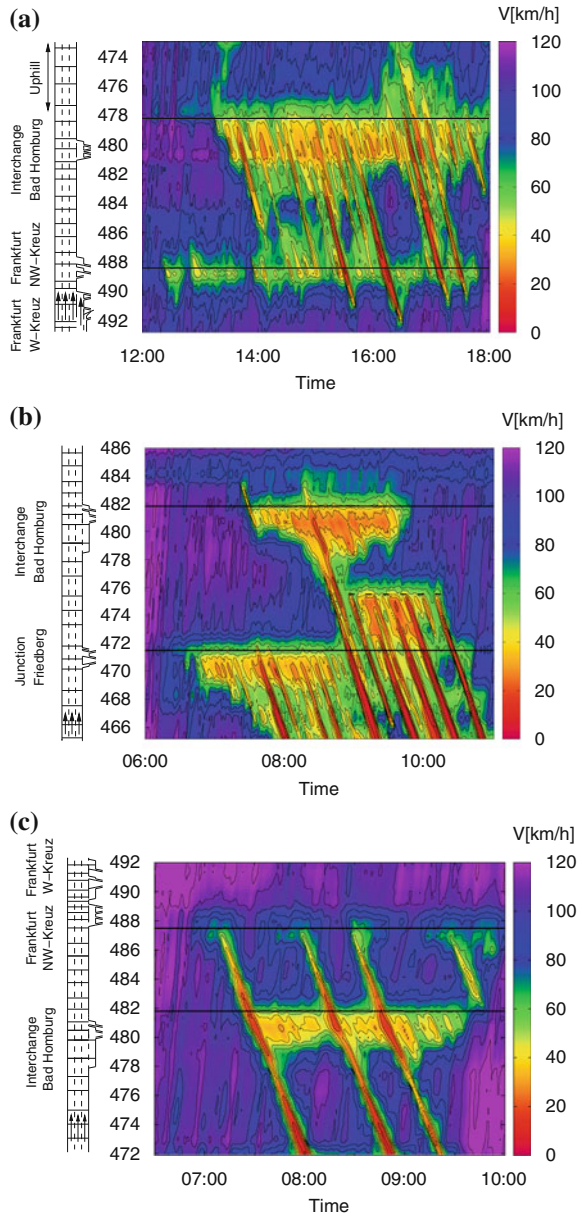 (a)
V[km/h]
Uphill
Interchange
Bad Homburg
Frankfurt
NW–Kreuz
Frankfurt
W–Kreuz
474
476
478
480
482
484
486
488
490
492
12:00
14:00
16:00
18:00
Time
120
100
80
60
40
20
0
(b)
V[km/h]
Interchange
Bad Homburg
Junction
Friedberg
486
484
482
480
478
476
474
472
470
468
466
06:00
08:00
10:00
Time
120
100
80
60
40
20
0
(c)
V[km/h]
Frankfurt
W–Kreuz
Frankfurt
NW–Kreuz
Interchange
Bad Homburg
492
490
488
486
484
482
480
478
476
474
472
07:00
08:00
09:00
10:00
Time
120
100
80
60
40
20
0